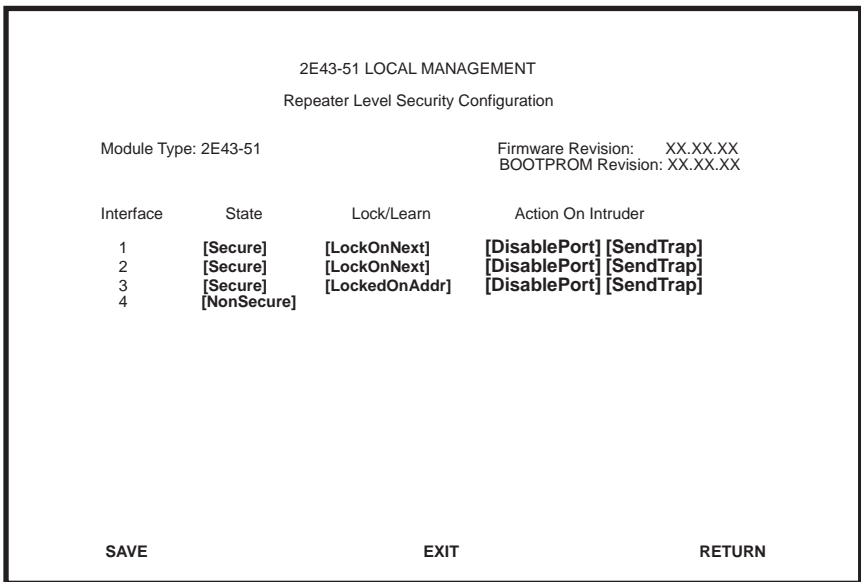 2E43-51 LOCAL MANAGEMENT
Repeater Level Security Configuration
Module Type: 2E43-51 Firmware Revision: XX.XX.XX
BOOTPROM Revision: XX.XX.XX
Interface State Lock/Learn Action On Intruder
1 [Secure] [LockOnNext] [DisablePort] [SendTrap]
2 [Secure] [LockOnNext] [DisablePort] [SendTrap]
3 [Secure] [LockedOnAddr] [DisablePort] [SendTrap]
4 [NonSecure]
SAVE EXIT RETURN